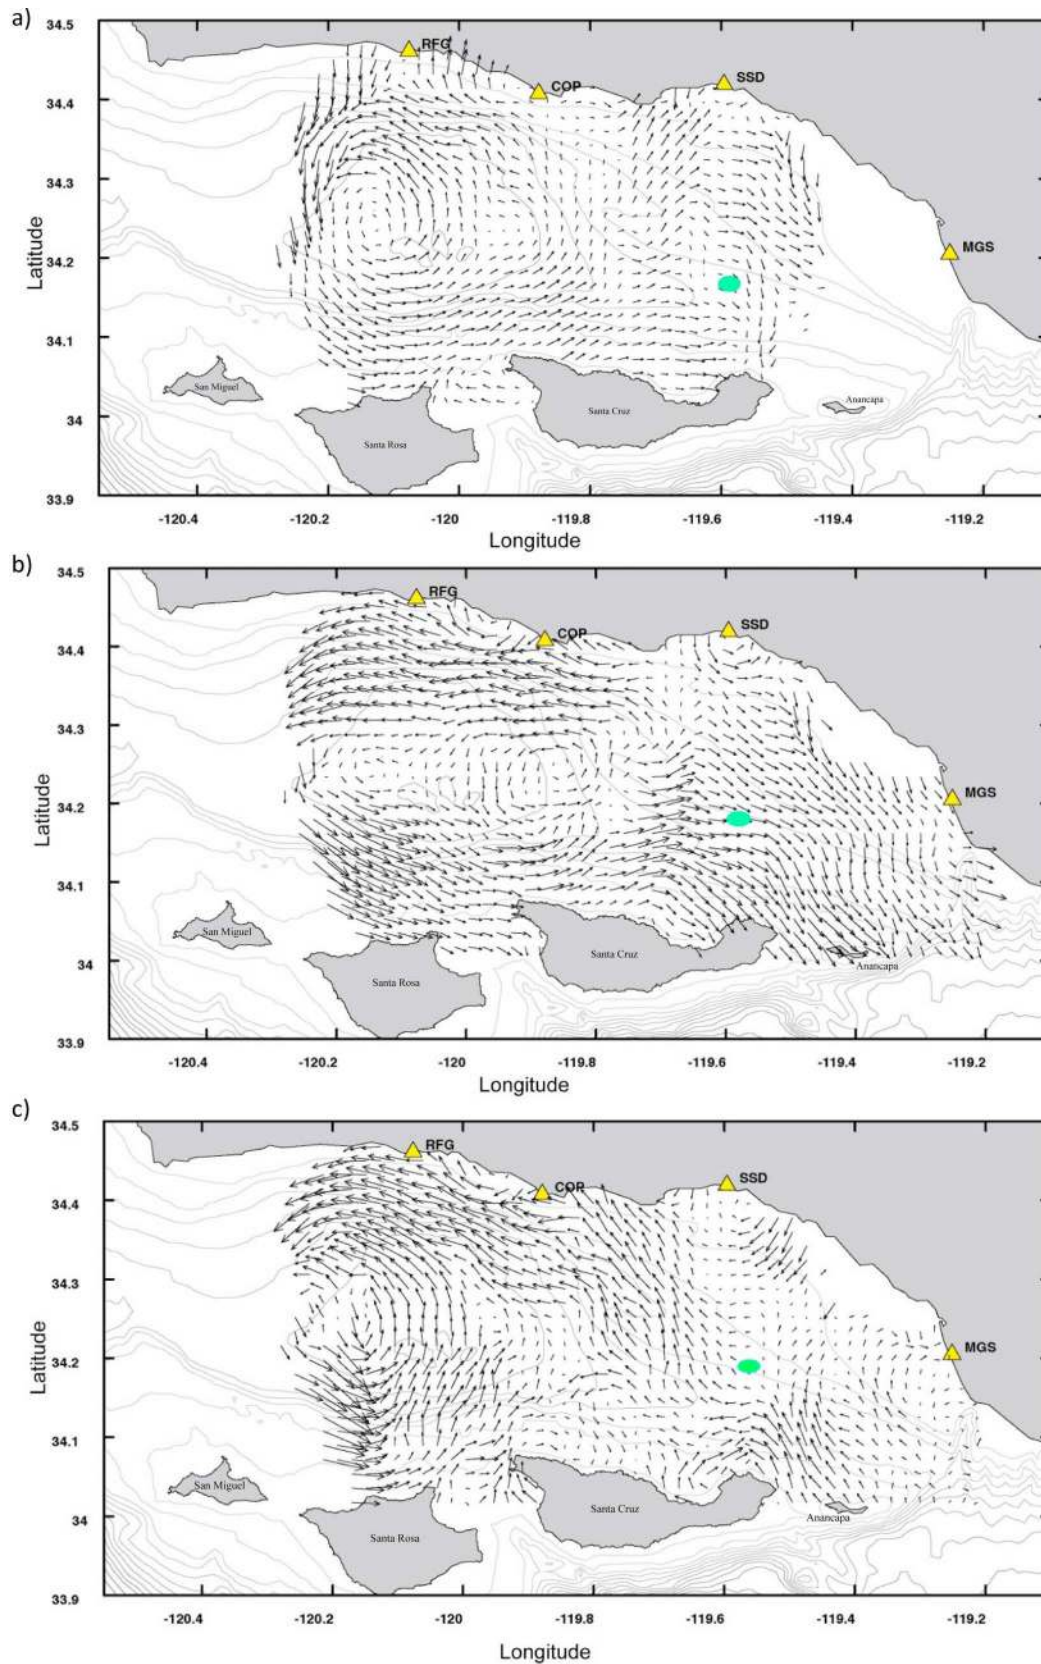 a)
34.5
34.4
34.3
34.2
34.1
34
33.9
Latitude
RFG
COP
SSD
MGS
San Miguel
Santa Rosa
Santa Cruz
Anancapa
-120.4
-120.2
-120
-119.8
-119.6
-119.4
-119.2
Longitude
b)
34.5
34.4
34.3
34.2
34.1
34
33.9
Latitude
RFG
COP
SSD
MGS
San Miguel
Santa Rosa
Santa Cruz
Anancapa
-120.4
-120.2
-120
-119.8
-119.6
-119.4
-119.2
Longitude
c)
34.5
34.4
34.3
34.2
34.1
34
33.9
Latitude
RFG
COP
SSD
MGS
San Miguel
Santa Rosa
Santa Cruz
Anancapa
-120.4
-120.2
-120
-119.8
-119.6
-119.4
-119.2
Longitude